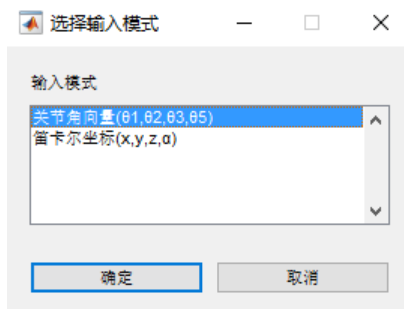 选择输入模式
输入模式
关节角向量(θ1,θ2,θ3,θ5)
笛卡尔坐标(x,y,z,α)
确定
取消